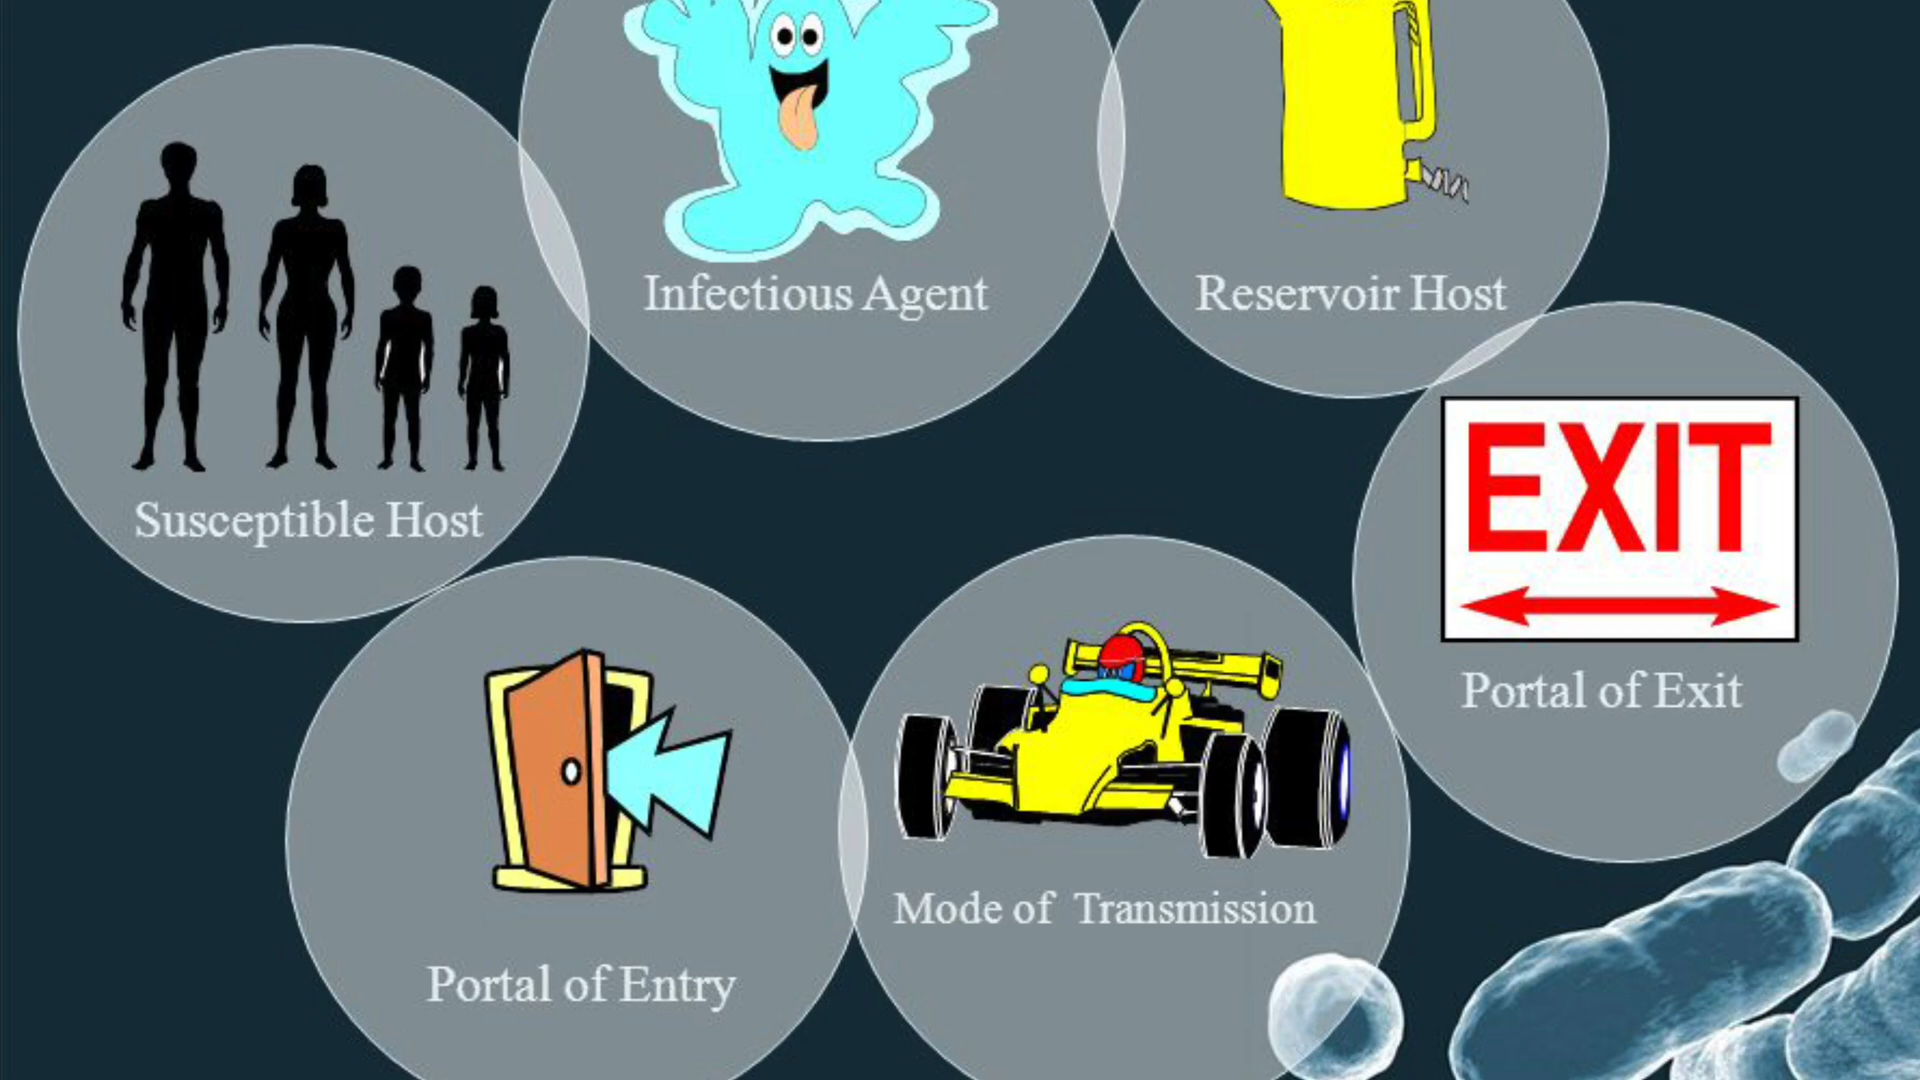 Infectious Agent
Reservoir Host
Susceptible Host
EXIT
Portal of Exit
Mode of Transmission
Portal of Entry